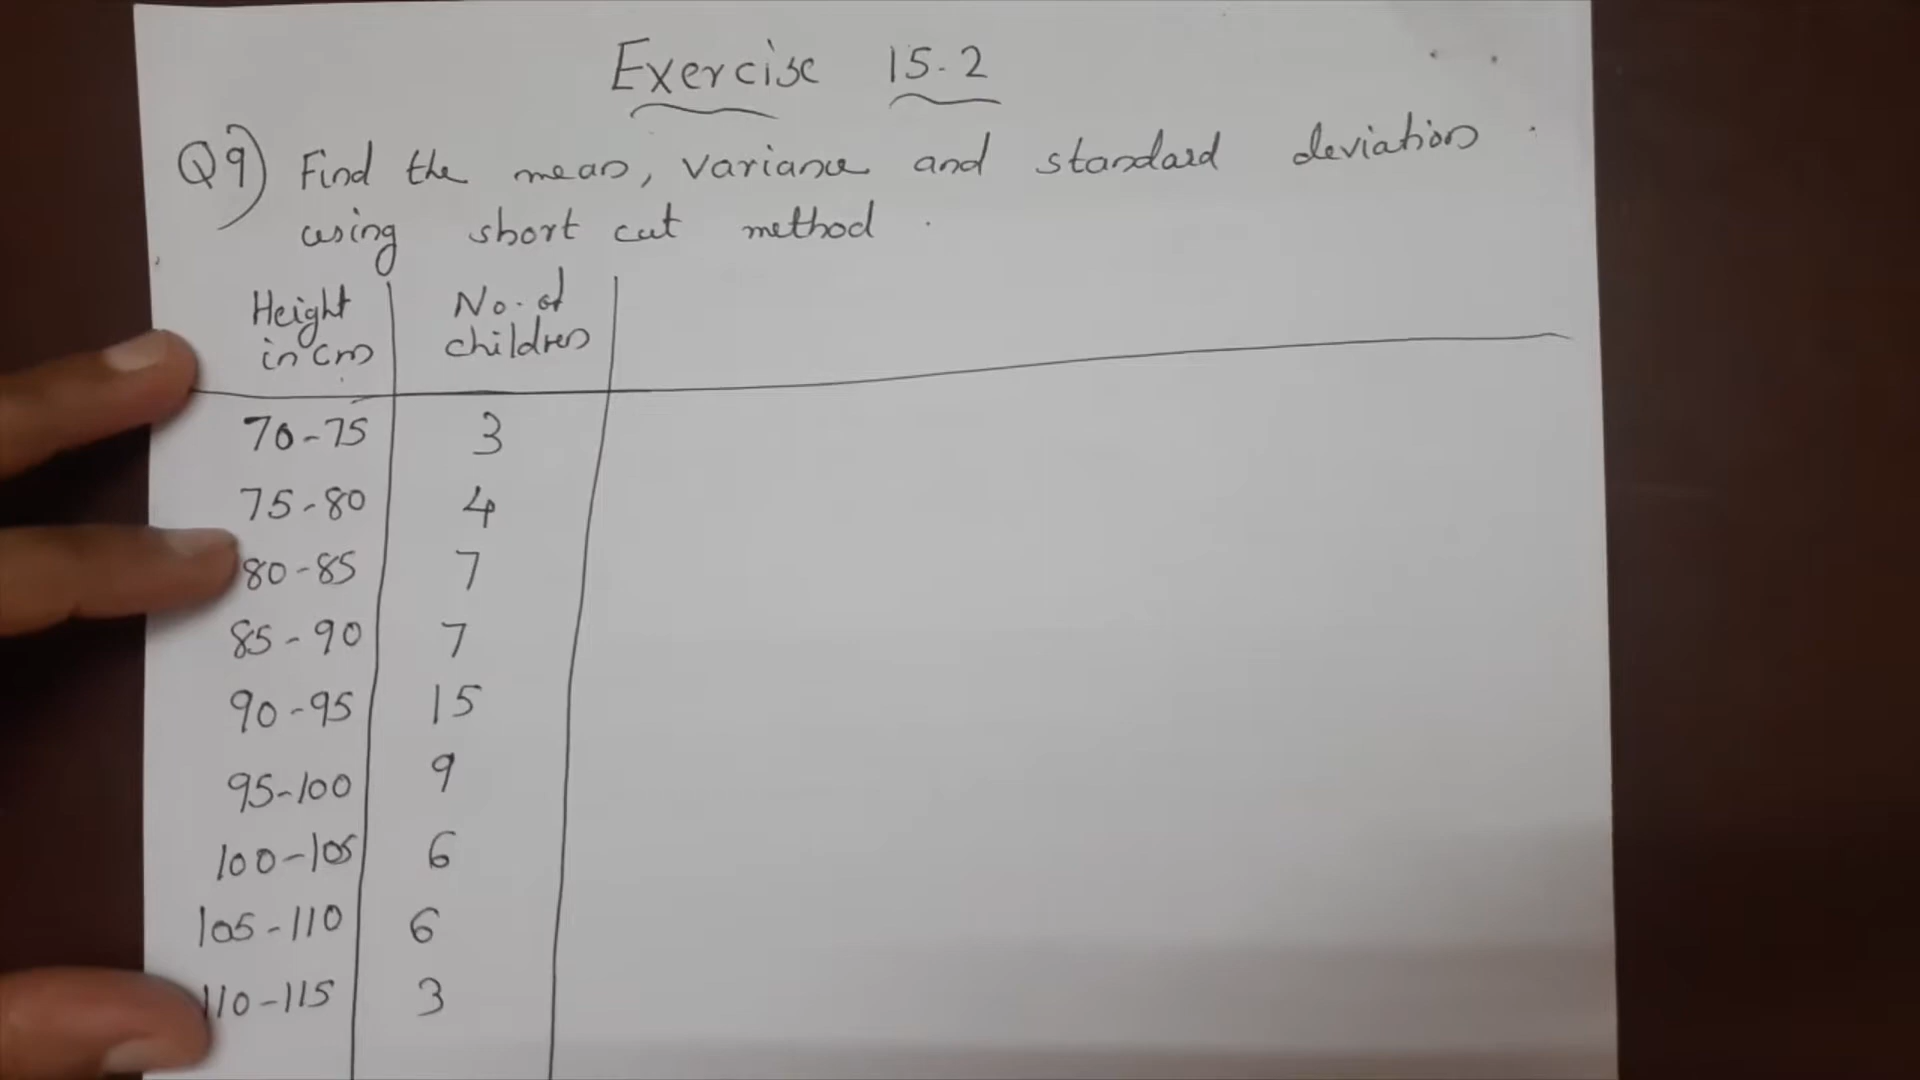 Exercise 15.2
Q9) Find the mean, variance and standard deviation
using short cut method.
Height in cm No. of children
70-75 3
75-80 4
80-85 7
85-90 7
90-95 15
95-100 9
100-105 6
105-110 6
110-115 3